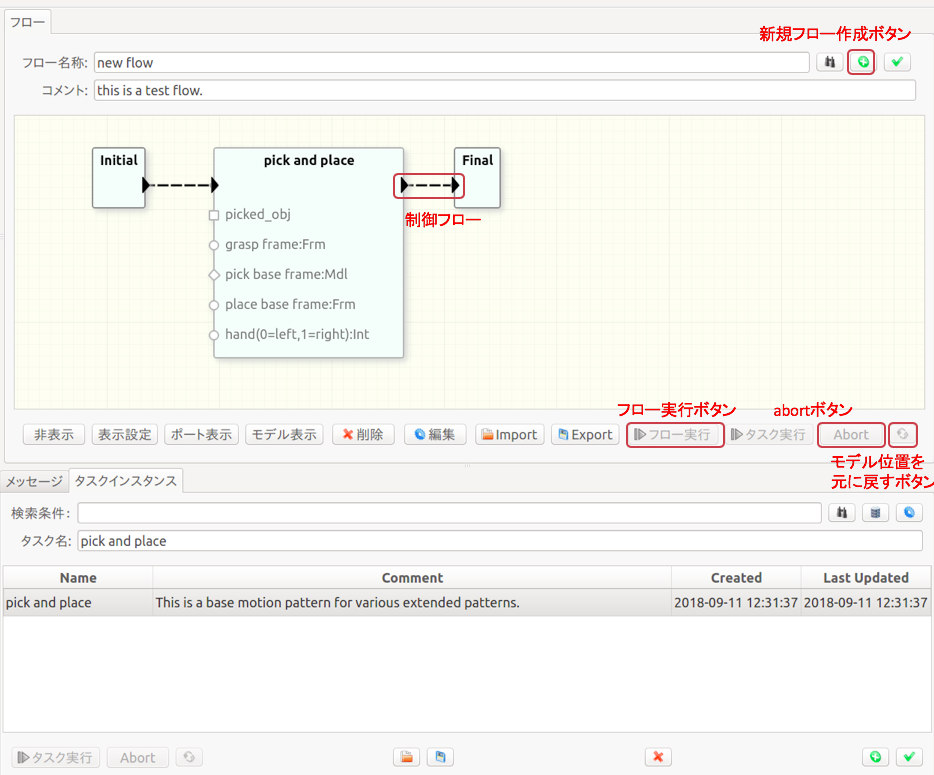 フロー
新規フロー作成ボタン
フロー名称: new flow
コメント: this is a test flow.
Initial
pick and place
Final
picked_obj
制御フロー
grasp frame:Frm
pick base frame:Mdl
place base frame:Frm
hand(0=left,1=right):Int
フロー実行ボタン abortボタン
非表示 表示設定 ポート表示 モデル表示 削除 編集 Import Export フロー実行 タスク実行 Abort
モデル位置を
元に戻すボタン
メッセージ タスクインスタンス
検索条件:
タスク名: pick and place
Name Comment Created Last Updated
pick and place This is a base motion pattern for various extended patterns. 2018-09-11 12:31:37 2018-09-11 12:31:37
タスク実行 Abort